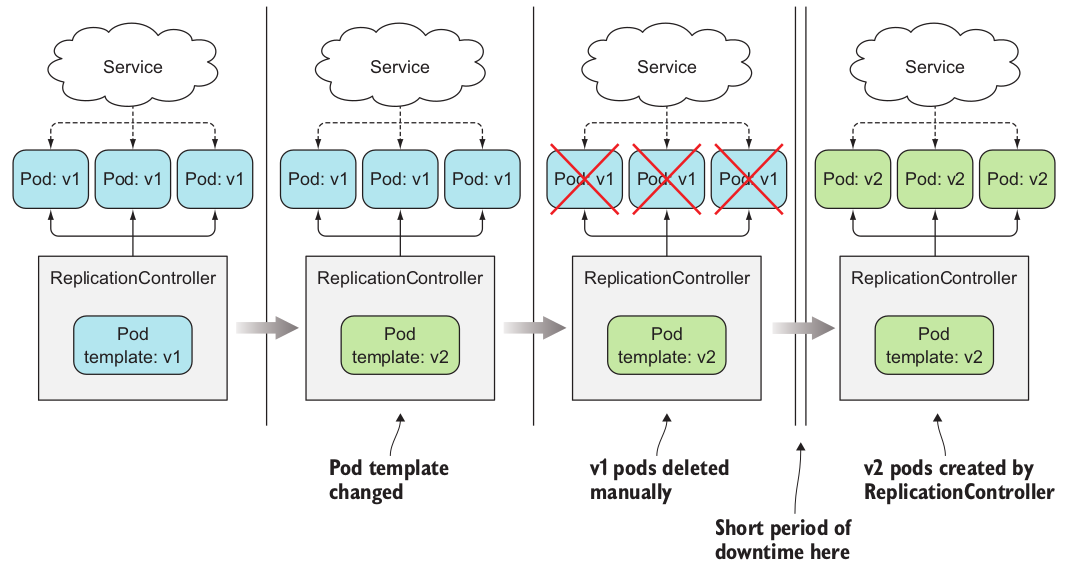 Service
Service
Service
Service
Pod: v1
Pod: v1
Pod: v1
Pod: v1
Pod: v1
Pod: v1
Pod: v1
Pod: v1
Pod: v1
Pod: v2
Pod: v2
Pod: v2
ReplicationController
ReplicationController
ReplicationController
ReplicationController
Pod
template: v1
Pod
template: v2
Pod
template: v2
Pod
template: v2
Pod template
changed
v1 pods deleted
manually
v2 pods created by
ReplicationController
Short period of
downtime here